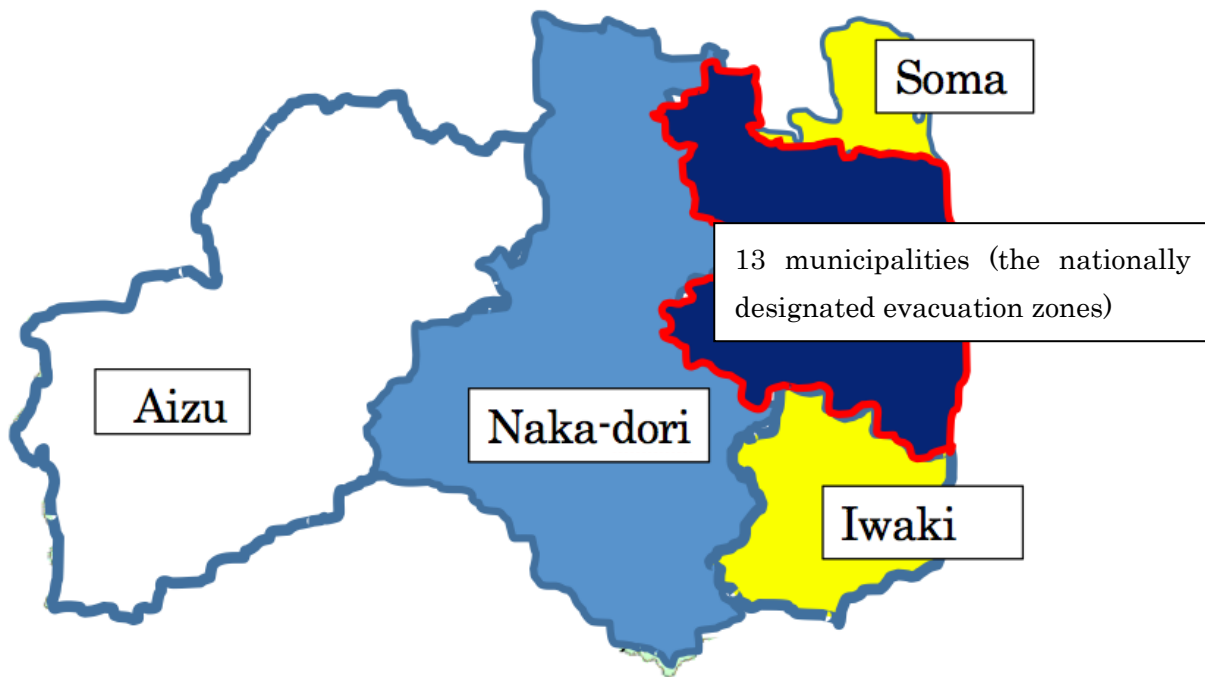 Soma
13 municipalities (the nationally
designated evacuation zones)
Aizu
Naka-dori
Iwaki